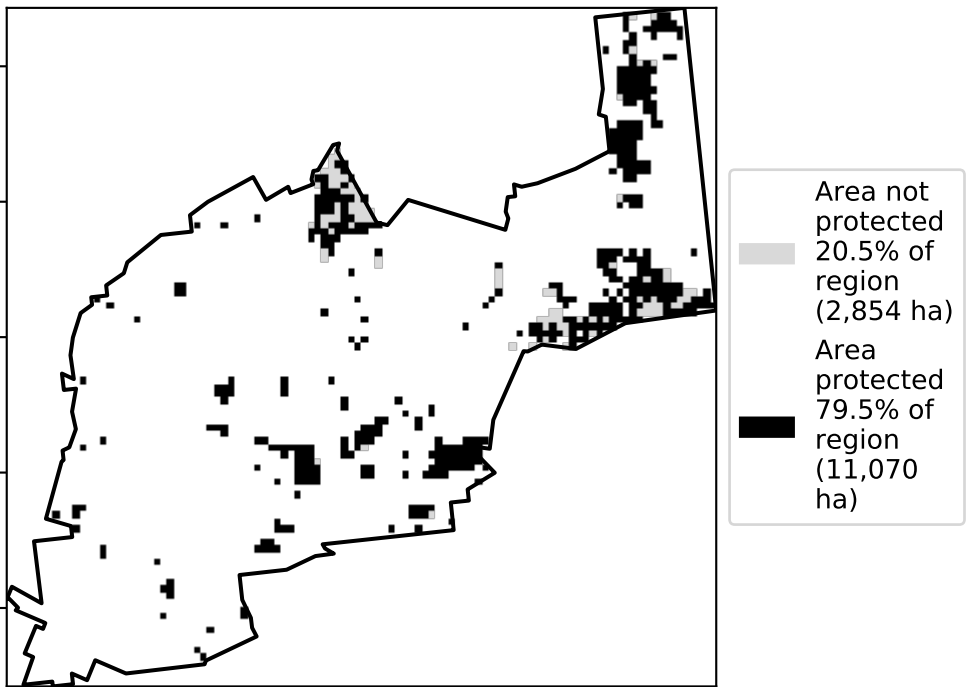 Area not
protected
20.5% of
region
(2,854 ha)
Area
protected
79.5% of
region
(11,070
ha)